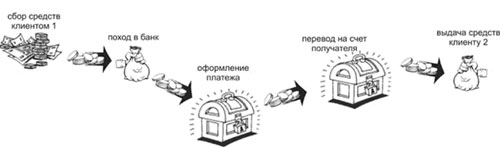 сбор средств
клиентом 1
поход в банк
оформление
платежа
перевод на счет
получателя
выдача средств
клиенту 2